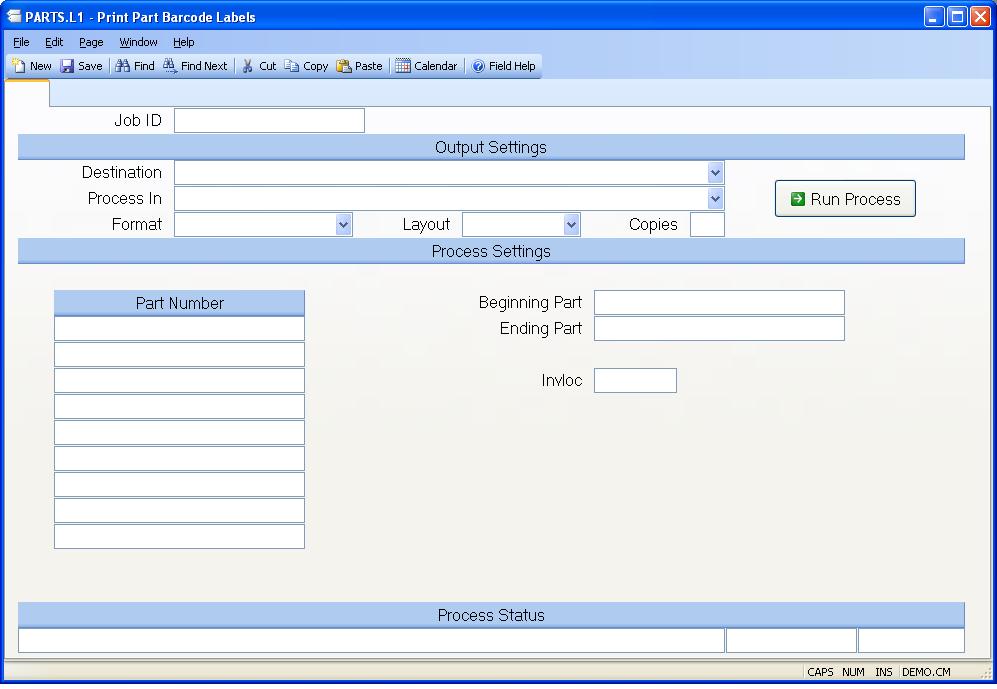 PARTS.L1 - Print Part Barcode Labels
File Edit Page Window Help
New Save Find Find Next Cut Copy Paste Calendar Field Help
Job ID
Output Settings
Destination
Process In
Run Process
Format Layout Copies
Process Settings
Part Number
Beginning Part
Ending Part
Invloc
Process Status
CAPS NUM INS DEMO.CM